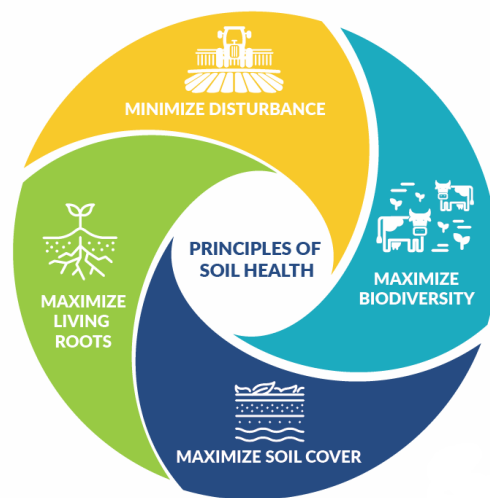 MINIMIZE DISTURBANCE
PRINCIPLES OF
SOIL HEALTH
MAXIMIZE
BIODIVERSITY
MAXIMIZE
LIVING
ROOTS
MAXIMIZE SOIL COVER